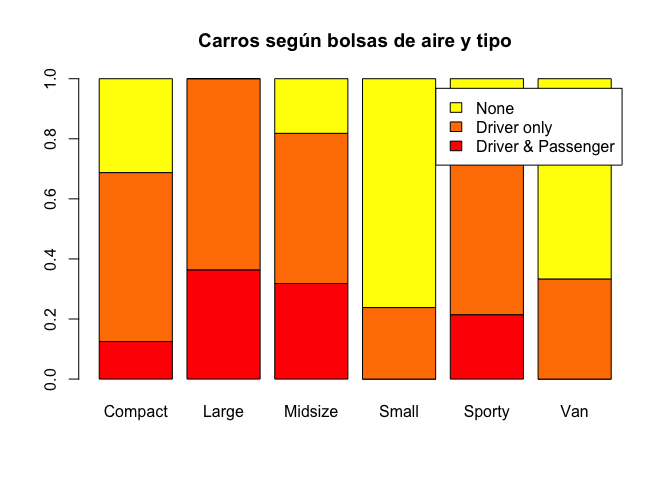 Carros según bolsas de aire y tipo
1.0
0.8
0.6
0.4
0.2
0.0
None
Driver only
Driver & Passenger
Compact Large Midsize Small Sporty Van